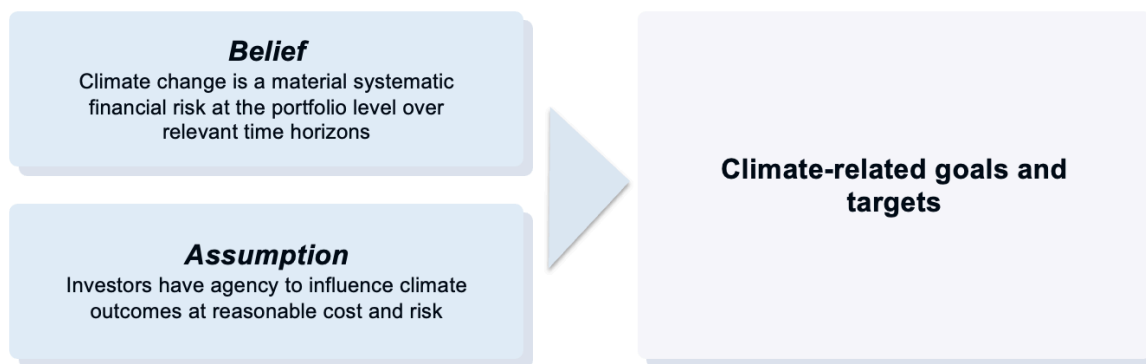 Belief
Climate change is a material systematic
financial risk at the portfolio level over
relevant time horizons
Assumption
Investors have agency to influence climate
outcomes at reasonable cost and risk
Climate-related goals and
targets